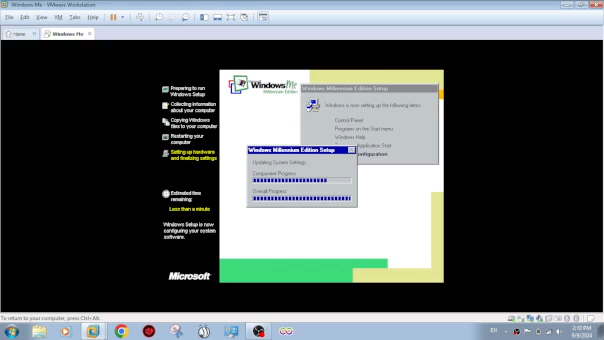 Windows Me - VMware Workstation
File Edit View VM Tabs Help
Home
Windows Me
Preparing to run
Windows Setup
Collecting information
about your computer
Copying Windows
files to your computer
Restarting your
computer
Setting up hardware
and finalizing settings
Estimated time
remaining:
Less than a minute
Windows Setup is now
configuring your system
software.
Microsoft
Windows Me
Millennium Edition
Windows Millennium Edition Setup
Windows is now setting up the following items:
Control Panel
Programs on the Start menu
Windows Help
Application Start
onfiguration
Windows Millennium Edition Setup
Updating System Settings...
Component Progress
Overall Progress
To return to your computer, press Ctrl+Alt.
EN
2:10 PM
9/9/2024